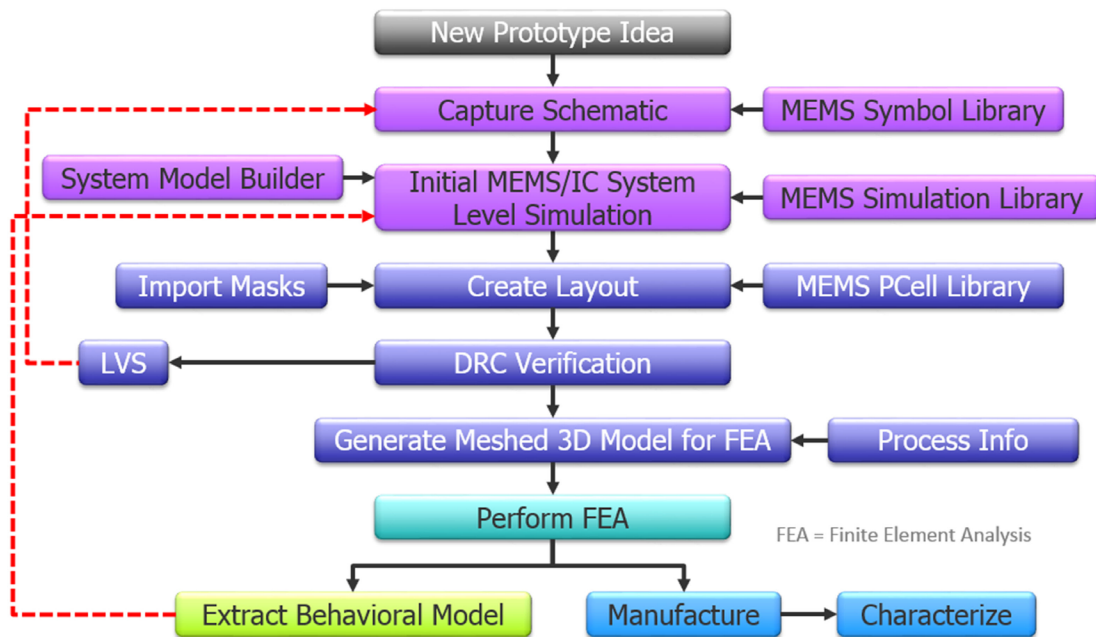 New Prototype Idea
Capture Schematic
MEMS Symbol Library
System Model Builder
Initial MEMS/IC System
Level Simulation
MEMS Simulation Library
Import Masks
Create Layout
MEMS PCell Library
LVS
DRC Verification
Generate Meshed 3D Model for FEA
Process Info
Perform FEA
FEA = Finite Element Analysis
Extract Behavioral Model
Manufacture
Characterize